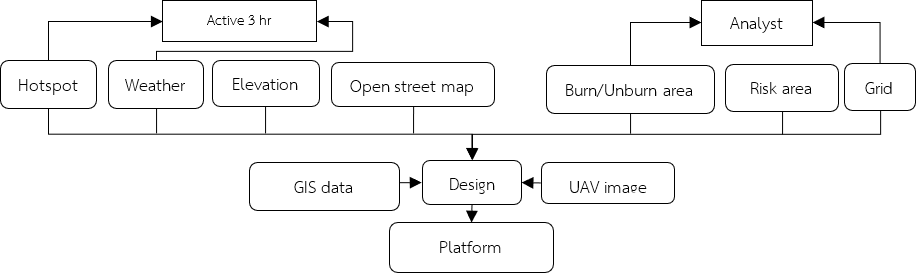 Active 3 hr
Analyst
Hotspot
Weather
Elevation
Open street map
Burn/Unburn area
Risk area
Grid
GIS data
Design
UAV image
Platform